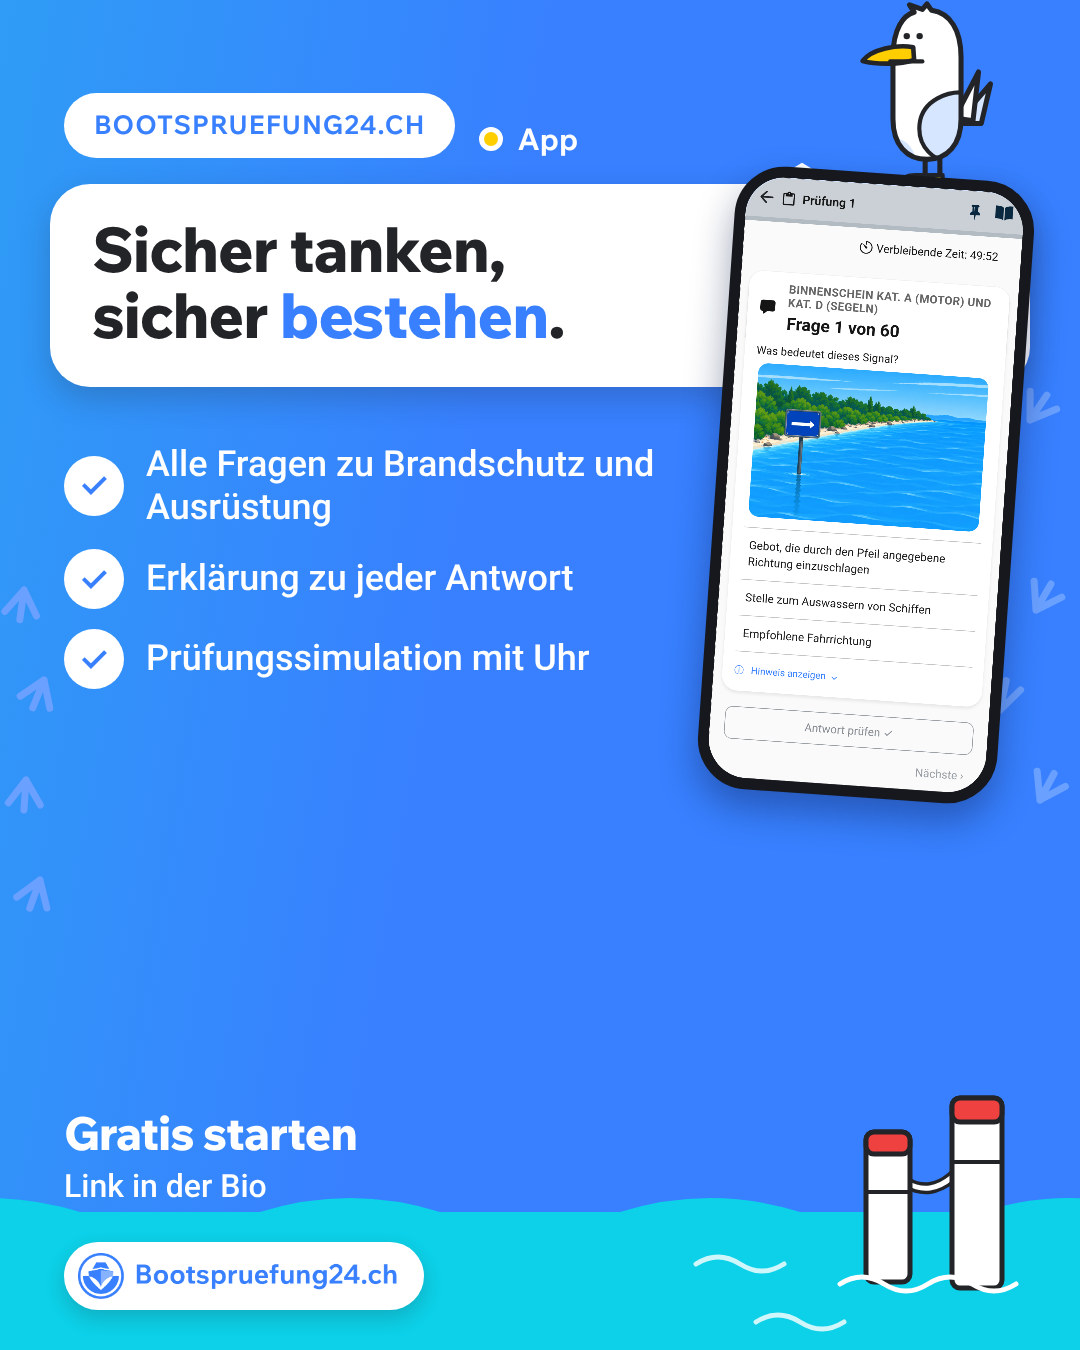 BOOTSPRUEFUNG24.CH
App
Sicher tanken,
sicher bestehen.
Alle Fragen zu Brandschutz und
Ausrüstung
Erklärung zu jeder Antwort
Prüfungssimulation mit Uhr
Prüfung 1
Verbleibende Zeit: 49:52
BINNENSCHEIN KAT. A (MOTOR) UND
KAT. D (SEGELN)
Frage 1 von 60
Was bedeutet dieses Signal?
Gebot, die durch den Pfeil angegebene
Richtung einzuschlagen
Stelle zum Auswassern von Schiffen
Empfohlene Fahrrichtung
Hinweis anzeigen
Antwort prüfen
Nächste ›
Gratis starten
Link in der Bio
Bootspruefung24.ch